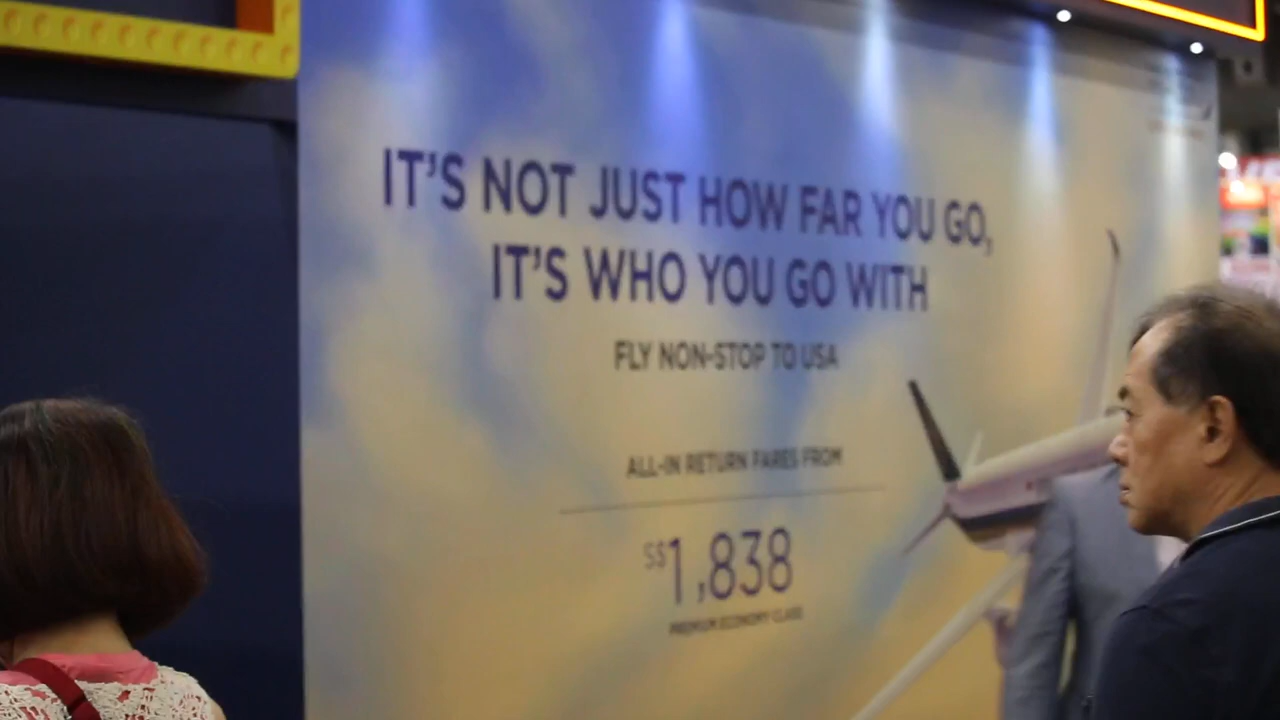 IT'S NOT JUST HOW FAR YOU GO,
IT'S WHO YOU GO WITH
FLY NON-STOP TO USA
ALL-IN RETURN FARES FROM
S$1,838
PREMIUM ECONOMY CLASS